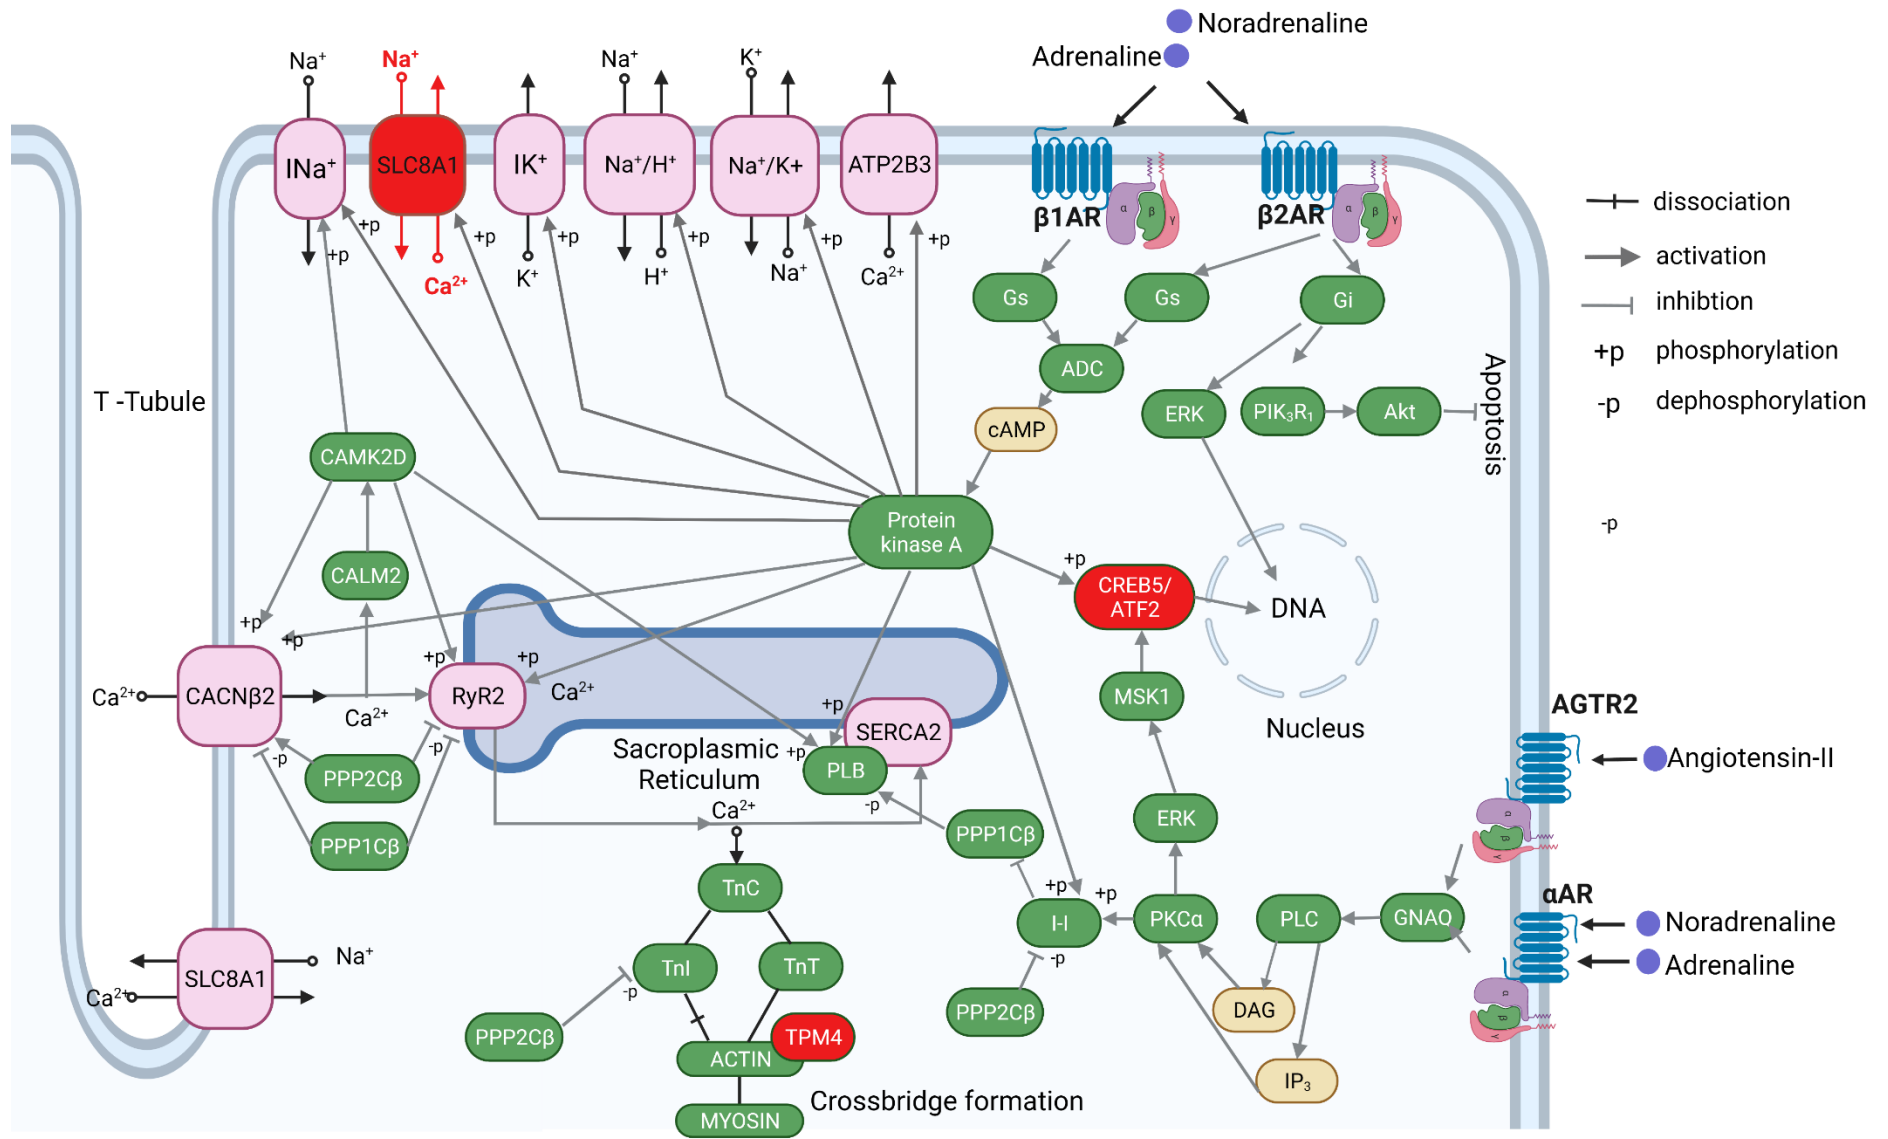 Noradrenaline
Adrenaline
Na⁺
Na⁺
Na⁺
K⁺
INa⁺
SLC8A1
IK⁺
Na⁺/H⁺
Na⁺/K+
ATP2B3
+p
+p
+p
+p
+p
+p
+p
Ca²⁺
K⁺
H⁺
Na⁺
Ca²⁺
β1AR
α
β
γ
β2AR
α
β
γ
Gs
Gs
Gi
ADC
cAMP
ERK
PIK₃R₁
Akt
Apoptosis
dissociation
activation
inhibtion
+p phosphorylation
-p dephosphorylation
-p
T -Tubule
CAMK2D
CALM2
Protein
kinase A
+p
CREB5/
ATF2
DNA
Nucleus
MSK1
+p
+p
Ca²⁺
CACNβ2
Ca²⁺
+p
+p
RyR2
Ca²⁺
-p
-p
PPP2Cβ
PPP1Cβ
Sacroplasmic
Reticulum
+p
+p
SERCA2
PLB
-p
Ca²⁺
PPP1Cβ
ERK
AGTR2
Angiotensin-II
α
β
γ
TnC
TnI
TnT
-p
PPP2Cβ
ACTIN
TPM4
MYOSIN
Crossbridge formation
+p
+p
I-I
-p
PPP2Cβ
PKCα
PLC
GNAQ
DAG
IP₃
αAR
Noradrenaline
Adrenaline
α
β
γ
SLC8A1
Na⁺
Ca²⁺